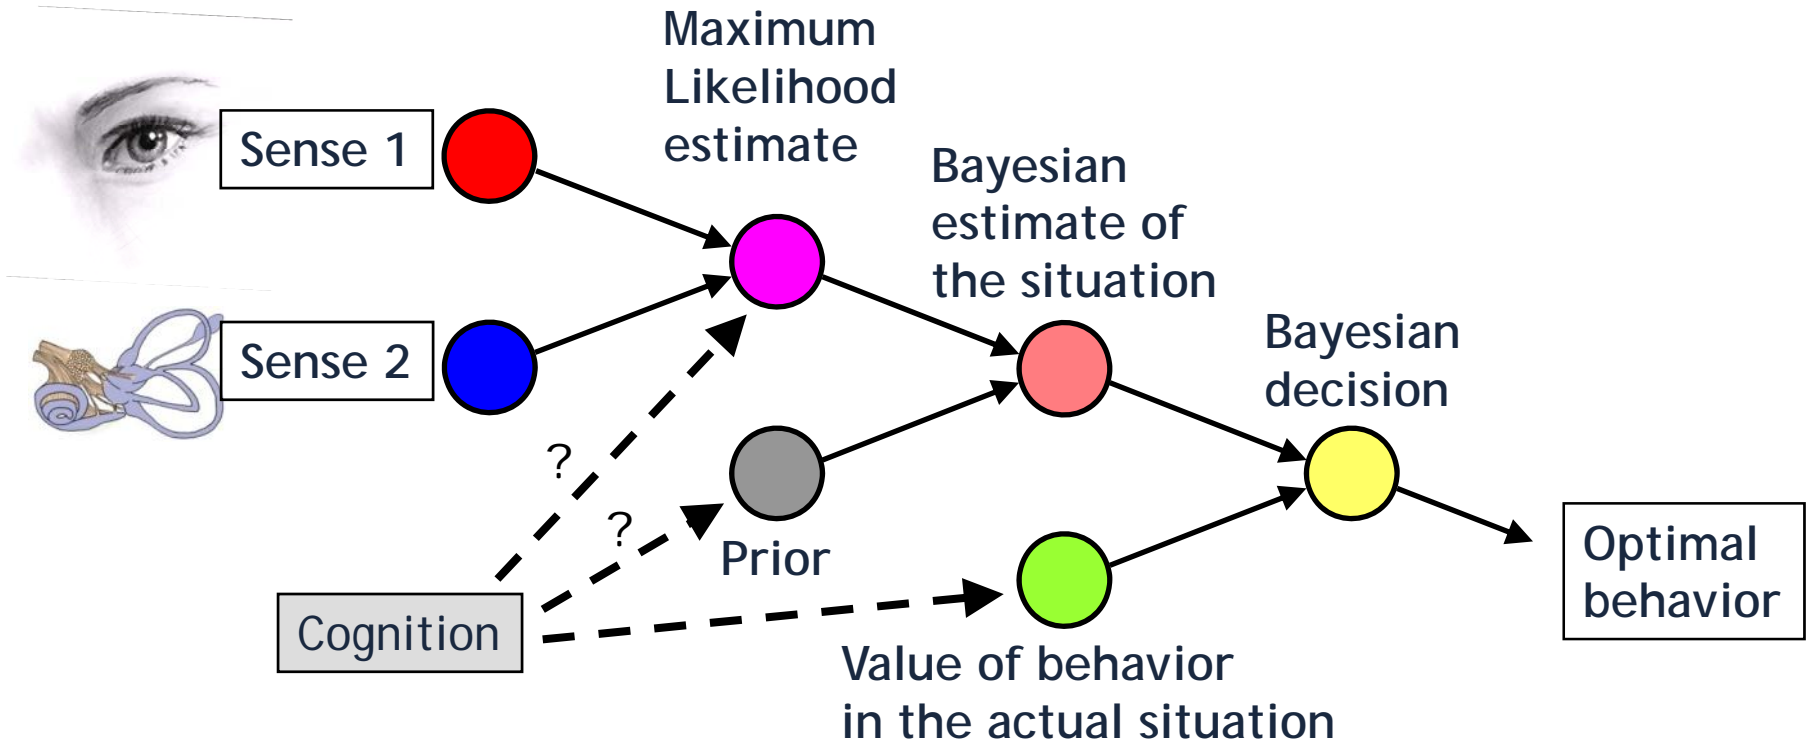 Maximum
Likelihood
estimate
Sense 1
Bayesian
estimate of
the situation
Sense 2
Bayesian
decision
?
?
Prior
Optimal
behavior
Cognition
Value of behavior
in the actual situation